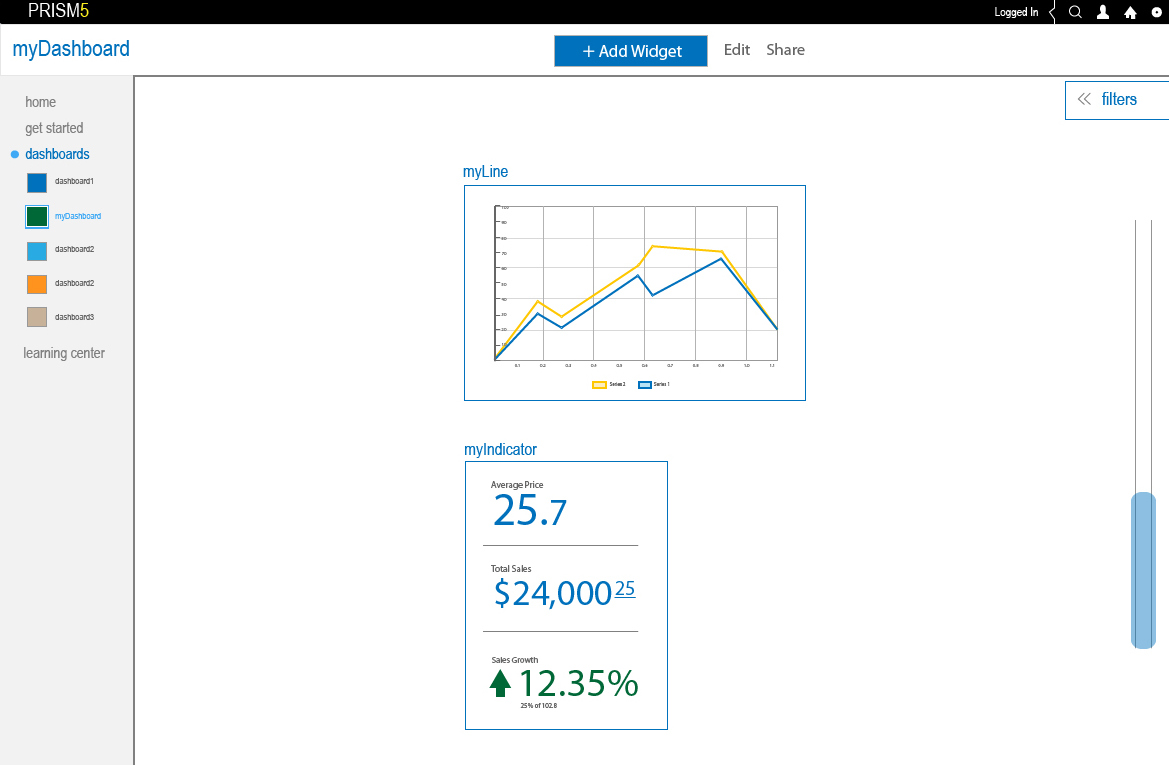 PRISM5
Logged In
myDashboard
+ Add Widget
Edit
Share
filters
home
get started
dashboards
dashboard1
myDashboard
dashboard2
dashboard2
dashboard3
learning center
myLine
90
80
70
60
50
40
30
20
0.1 0.2 0.3 0.4 0.5 0.6 0.7 0.8 0.9 1.0 1.1
Series 2 Series 1
myIndicator
Average Price
25.7
Total Sales
$24,000 25
Sales Growth
12.35%
25% of 102.8